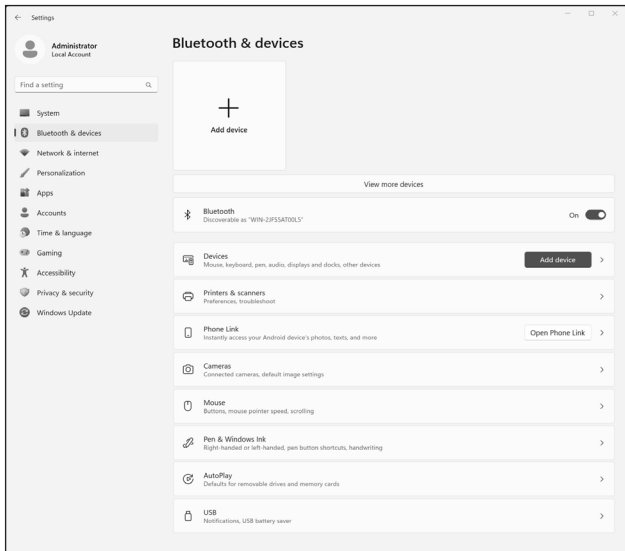 Settings
Administrator
Local Account
Find a setting
System
Bluetooth & devices
Network & internet
Personalization
Apps
Accounts
Time & language
Gaming
Accessibility
Privacy & security
Windows Update
Bluetooth & devices
Add device
View more devices
Bluetooth
Discoverable as "WIN-2JFS5AT00L5"
On
Devices
Mouse, keyboard, pen, audio, displays and docks, other devices
Add device
Printers & scanners
Preferences, troubleshoot
Phone Link
Instantly access your Android device's photos, texts, and more
Open Phone Link
Cameras
Connected cameras, default image settings
Mouse
Buttons, mouse pointer speed, scrolling
Pen & Windows Ink
Right-handed or left-handed, pen button shortcuts, handwriting
AutoPlay
Defaults for removable drives and memory cards
USB
Notifications, USB battery saver